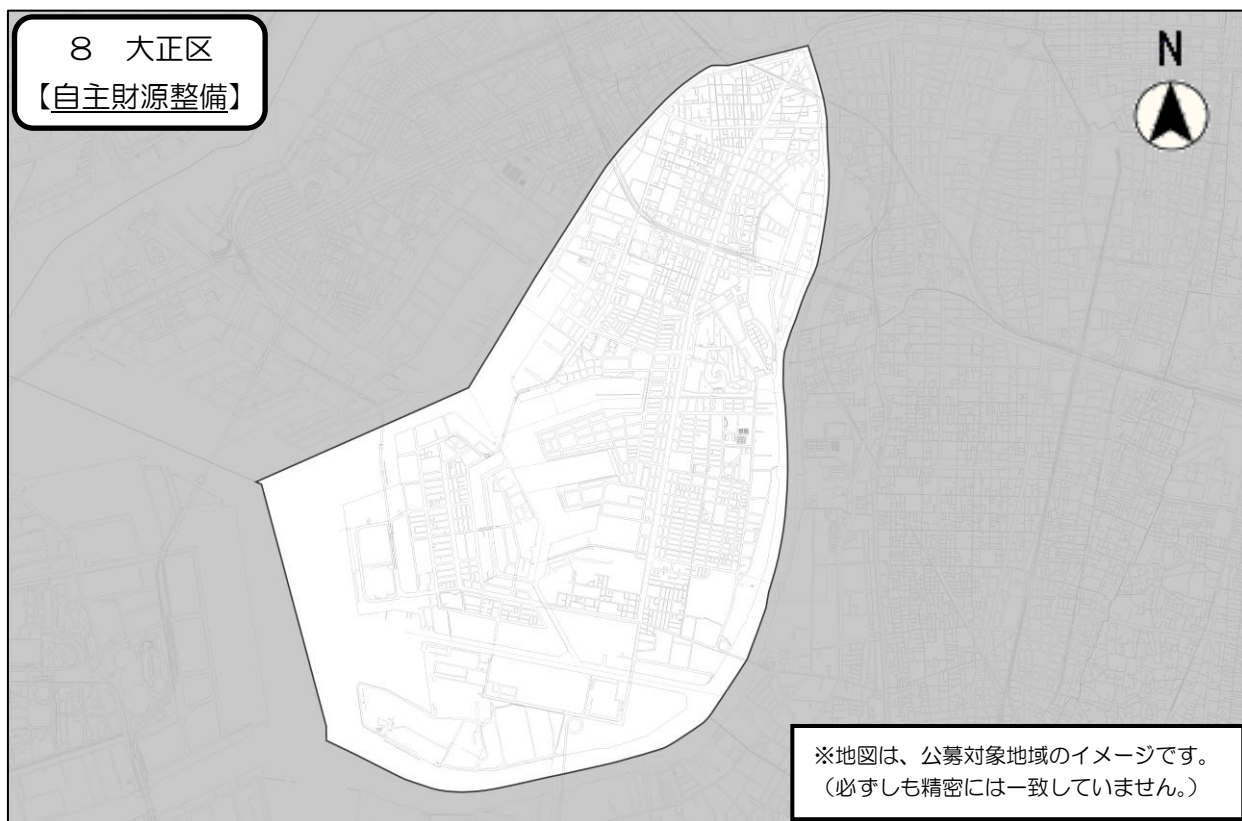 ８　大正区
【自主財源整備】
N
※地図は、公募対象地域のイメージです。
（必ずしも精密には一致していません。）